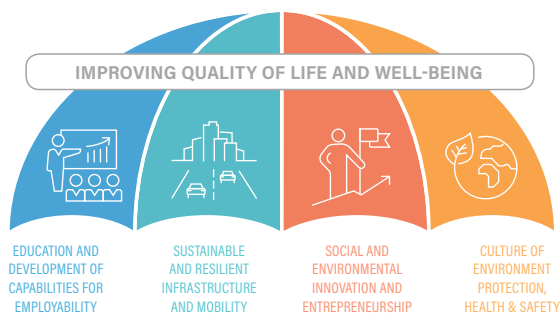 IMPROVING QUALITY OF LIFE AND WELL-BEING
EDUCATION AND
DEVELOPMENT OF
CAPABILITIES FOR
EMPLOYABILITY
SUSTAINABLE
AND RESILIENT
INFRASTRUCTURE
AND MOBILITY
SOCIAL AND
ENVIRONMENTAL
INNOVATION AND
ENTREPRENEURSHIP
CULTURE OF
ENVIRONMENT
PROTECTION,
HEALTH & SAFETY